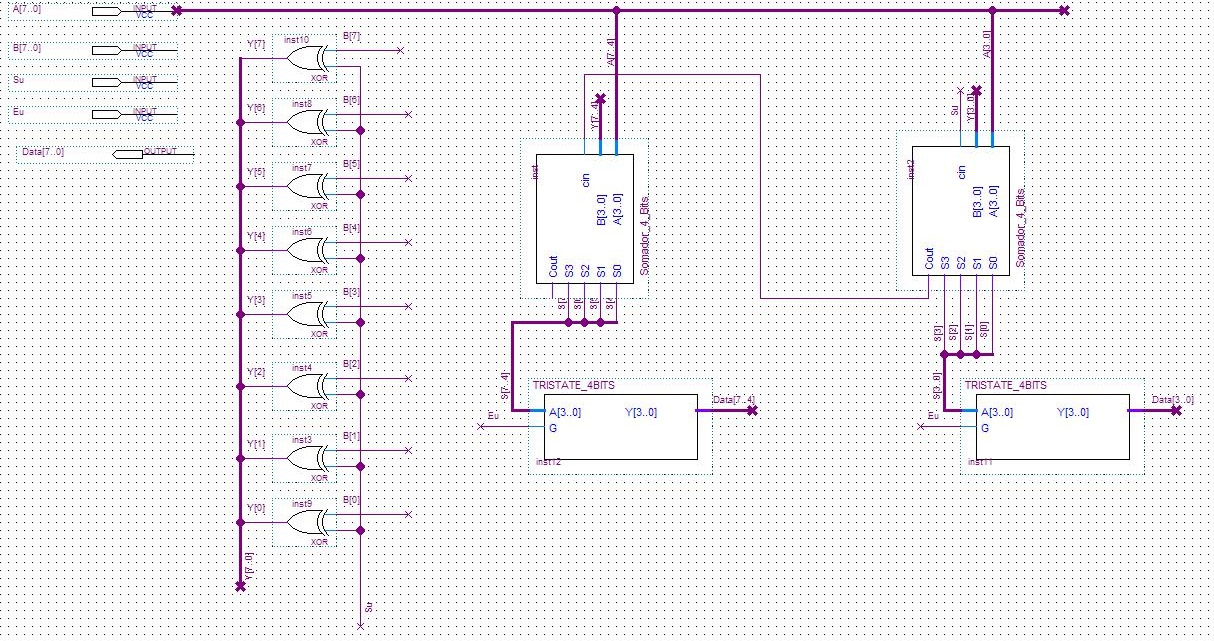 A[7..0] INPUT VCC
B[7..0] INPUT VCC
Su INPUT VCC
Eu INPUT VCC
Data[7..0] OUTPUT
Y[7] inst10 B[7]
XOR
Y[6] inst8 B[6]
XOR
Y[5] inst7 B[5]
XOR
Y[4] inst6 B[4]
XOR
Y[3] inst5 B[3]
XOR
Y[2] inst4 B[2]
XOR
Y[1] inst3 B[1]
XOR
Y[0] inst9 B[0]
XOR
Y[7..0]
Su
A[7..4]
Y[7..4]
inst
cin
B[3..0]
A[3..0]
Somador_4_Bits
Cout S3 S2 S1 S0
S[7..4]
TRISTATE_4BITS
Eu
A[3..0] Y[3..0]
G
Data[7..4]
inst12
A[3..0]
Su
Y[3..0]
inst2
cin
B[3..0]
A[3..0]
Somador_4_Bits
Cout S3 S2 S1 S0
S[3] S[2] S[1] S[0]
S[3..0]
TRISTATE_4BITS
Eu
A[3..0] Y[3..0]
G
Data[3..0]
inst11